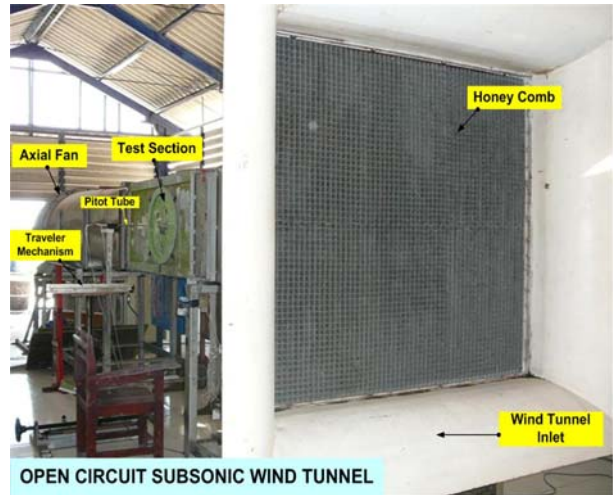 Honey Comb
Axial Fan
Test Section
Pitot Tube
Traveler
Mechanism
Wind Tunnel
Inlet
OPEN CIRCUIT SUBSONIC WIND TUNNEL